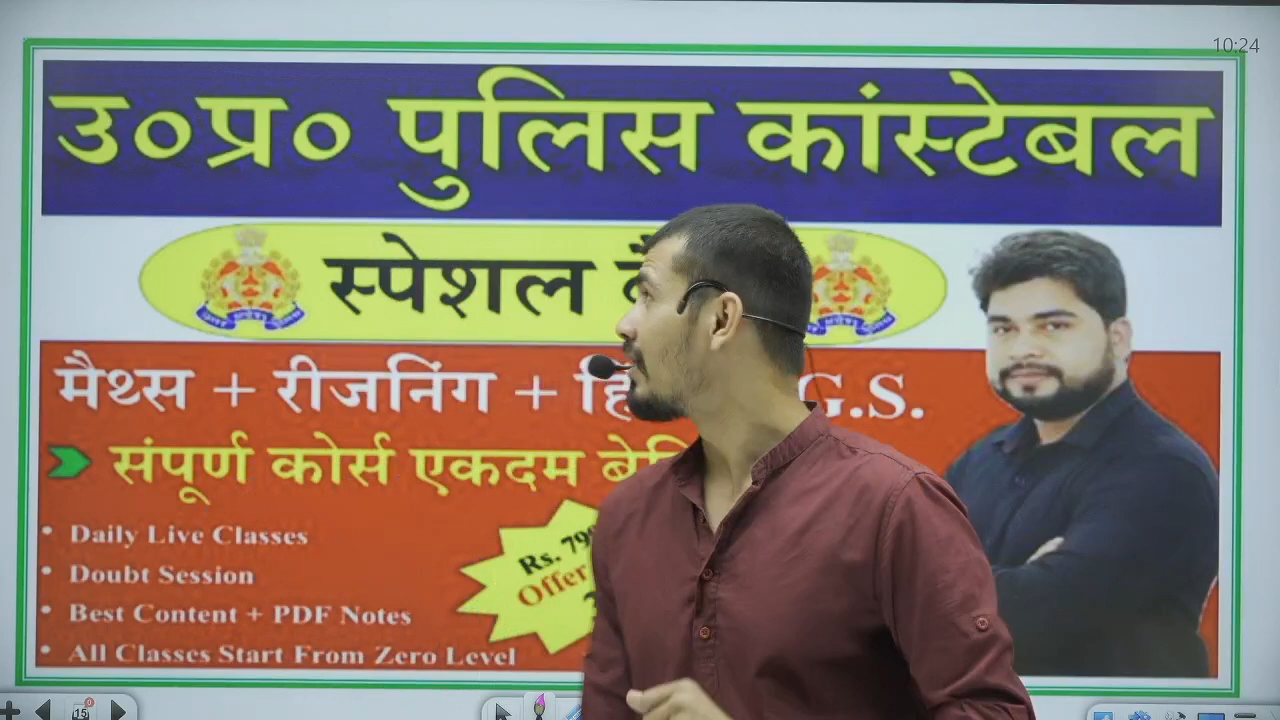 10:24
उ०प्र० पुलिस कांस्टेबल
स्पेशल
मैथ्स + रीजनिंग + G.S.
संपूर्ण कोर्स एकदम
• Daily Live Classes
• Doubt Session
• Best Content + PDF Notes
• All Classes Start From Zero Level
Rs.
Offer
15